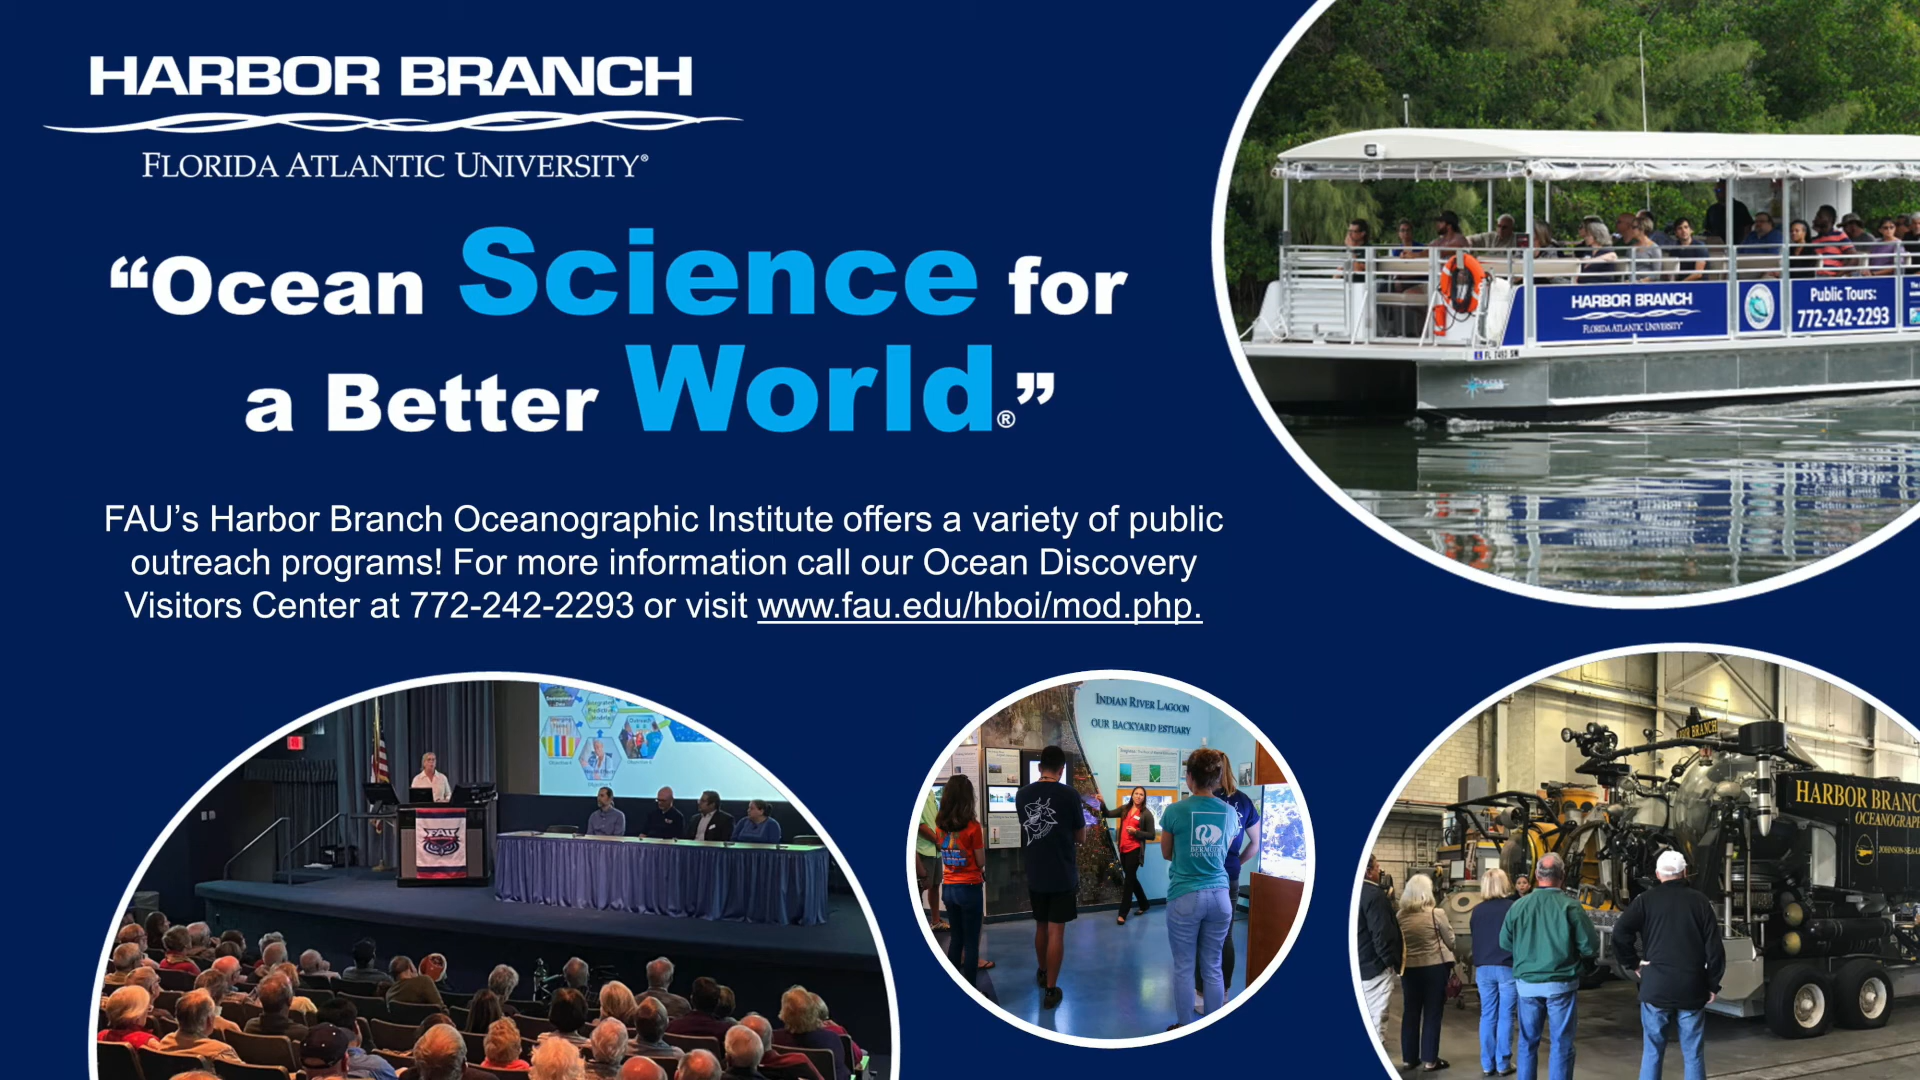 HARBOR BRANCH
FLORIDA ATLANTIC UNIVERSITY®
“Ocean Science for
a Better World®”
FAU’s Harbor Branch Oceanographic Institute offers a variety of public
outreach programs! For more information call our Ocean Discovery
Visitors Center at 772-242-2293 or visit www.fau.edu/hboi/mod.php.
HARBOR BRANCH
FLORIDA ATLANTIC UNIVERSITY
Public Tours:
772-242-2293
FAU
INDIAN RIVER LAGOON
OUR BACKYARD ESTUARY
HARBOR BRANC
OCEANOGRAP